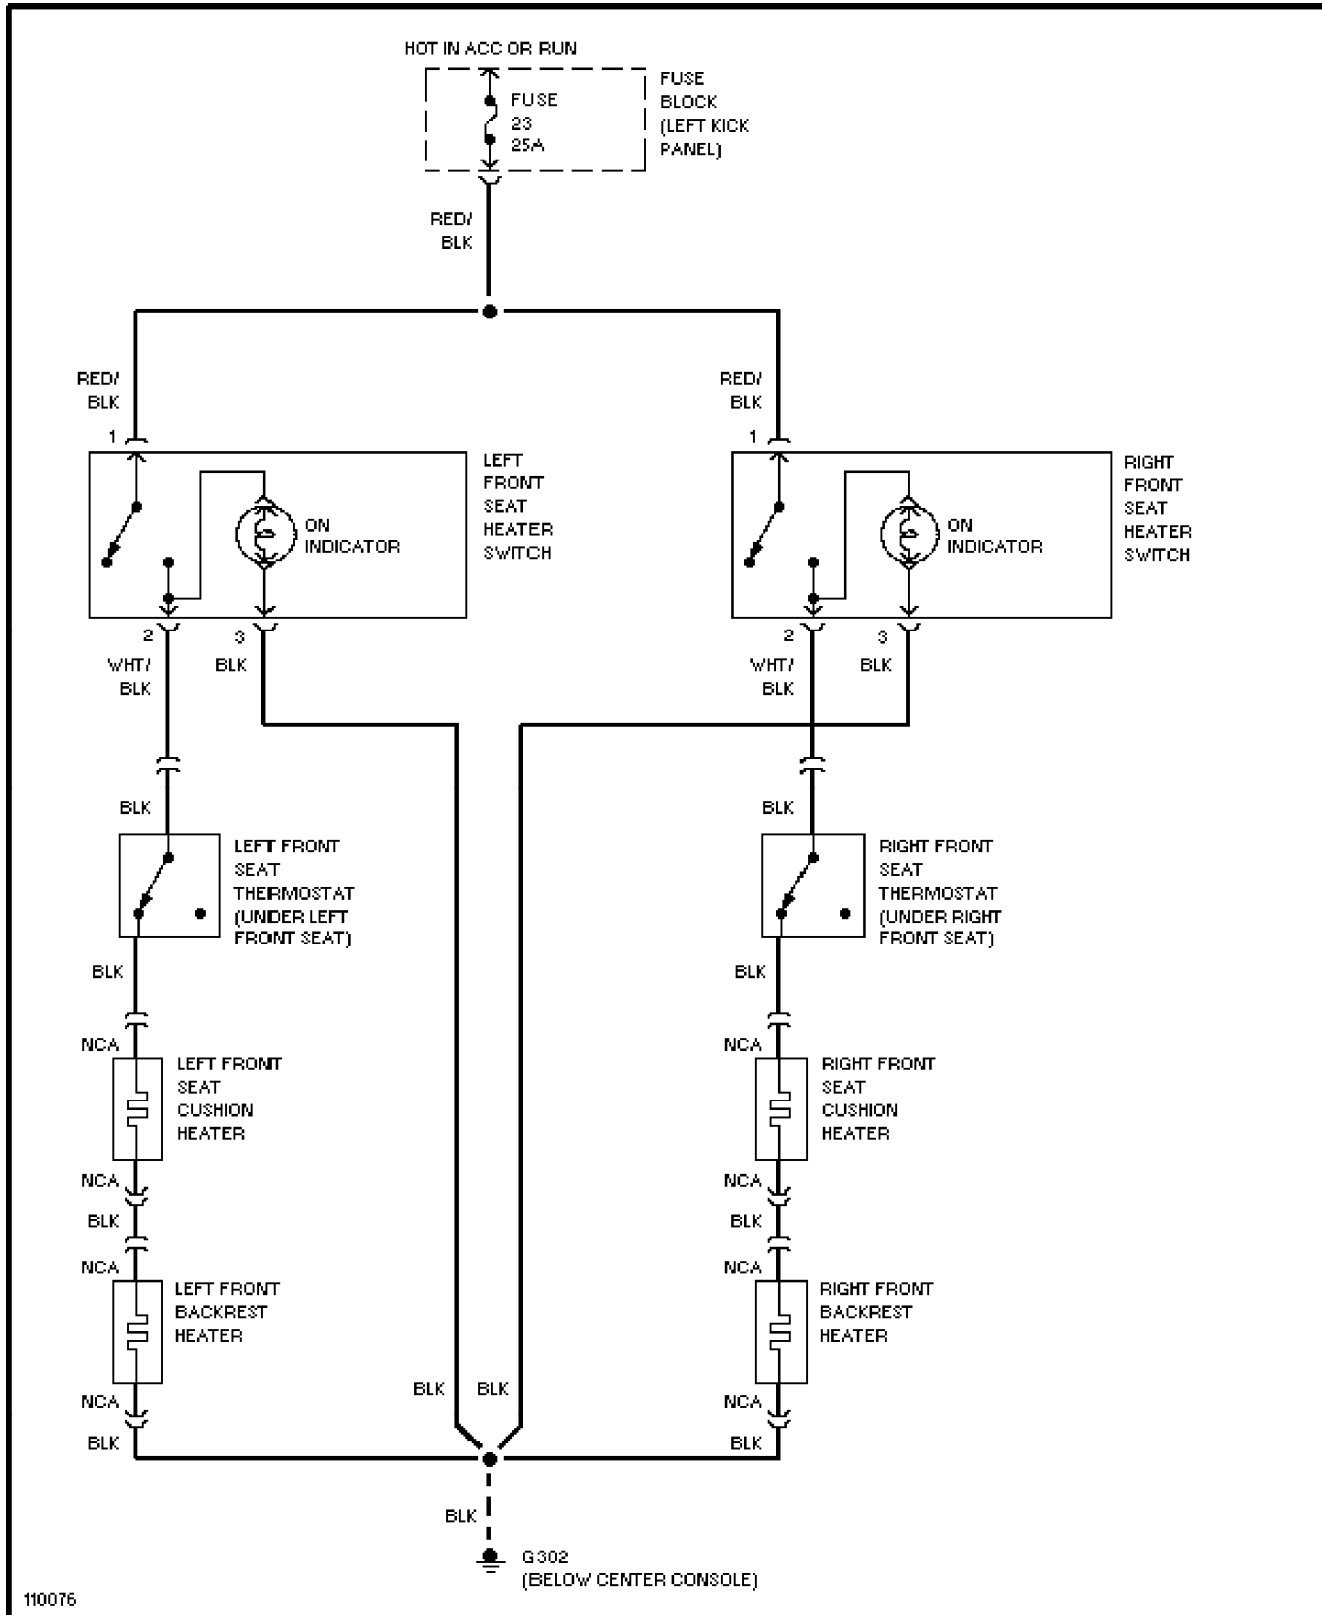 HOT IN ACC OR RUN
FUSE
23
25A
FUSE
BLOCK
(LEFT KICK
PANEL)
RED/
BLK
RED/
BLK
RED/
BLK
1
1
LEFT
FRONT
SEAT
HEATER
SWITCH
ON
INDICATOR
RIGHT
FRONT
SEAT
HEATER
SWITCH
ON
INDICATOR
2
3
2
3
WHT/
BLK
BLK
WHT/
BLK
BLK
BLK
BLK
LEFT FRONT
SEAT
THERMOSTAT
(UNDER LEFT
FRONT SEAT)
RIGHT FRONT
SEAT
THERMOSTAT
(UNDER RIGHT
FRONT SEAT)
BLK
BLK
NCA
NCA
LEFT FRONT
SEAT
CUSHION
HEATER
RIGHT FRONT
SEAT
CUSHION
HEATER
NCA
NCA
BLK
BLK
NCA
NCA
LEFT FRONT
BACKREST
HEATER
RIGHT FRONT
BACKREST
HEATER
NCA
BLK
BLK
NCA
BLK
BLK
BLK
G302
(BELOW CENTER CONSOLE)
110076